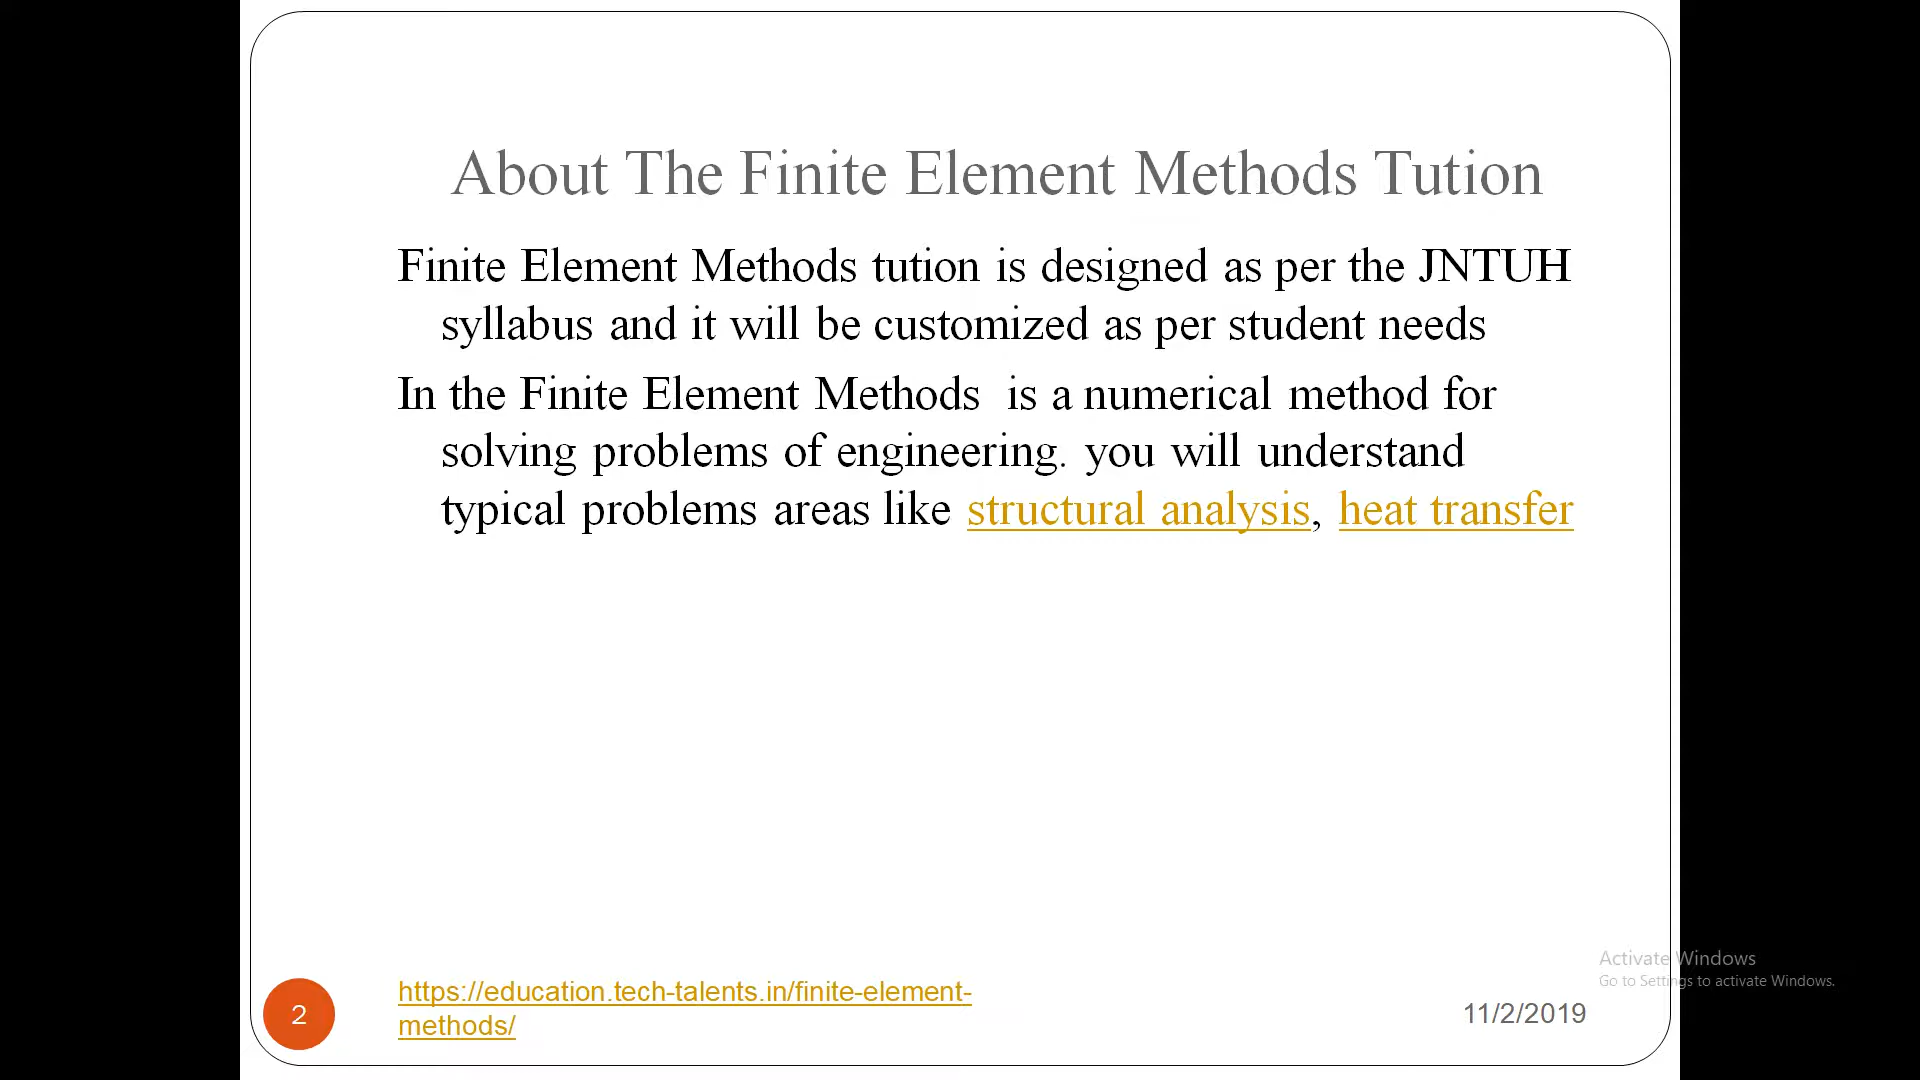 About The Finite Element Methods Tution
Finite Element Methods tution is designed as per the JNTUH
syllabus and it will be customized as per student needs
In the Finite Element Methods  is a numerical method for
solving problems of engineering. you will understand
typical problems areas like structural analysis, heat transfer
Activate Windows
Go to Settings to activate Windows.
2
https://education.tech-talents.in/finite-element-
methods/
11/2/2019